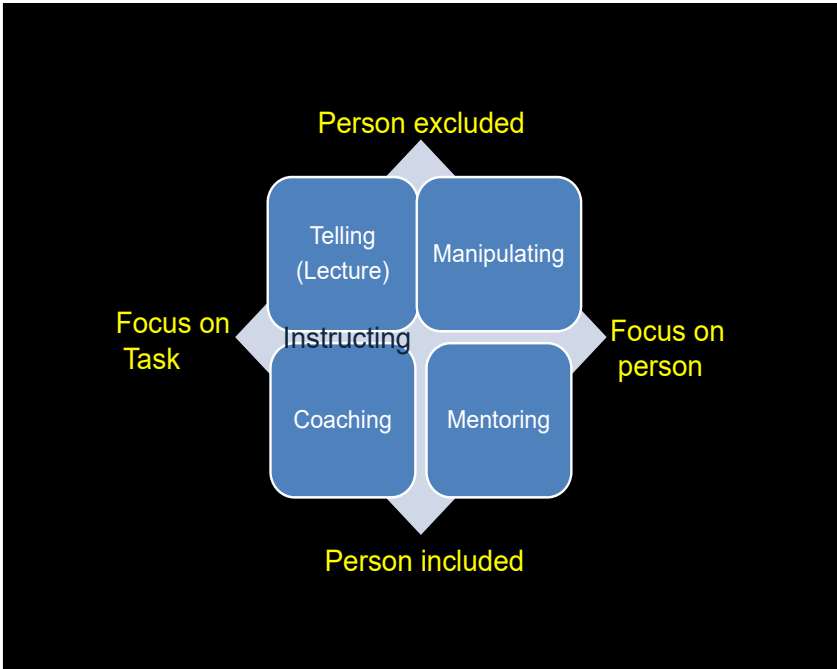 Person excluded
Telling
(Lecture)
Manipulating
Focus on
Task
Instructing
Focus on
person
Coaching
Mentoring
Person included